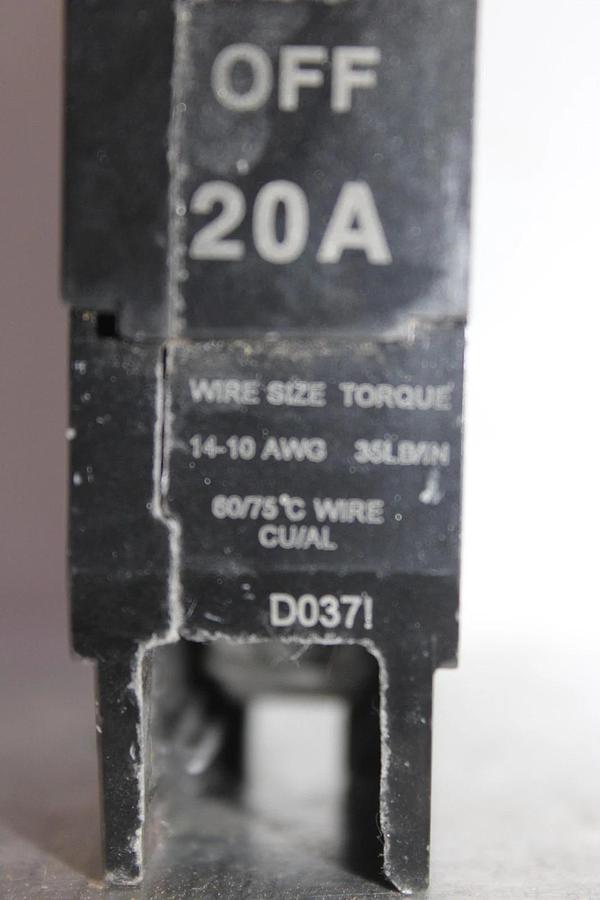 OFF
20A
WIRE SIZE TORQUE
14-10 AWG 35LB/IN
60/75°C WIRE
CU/AL
D037!